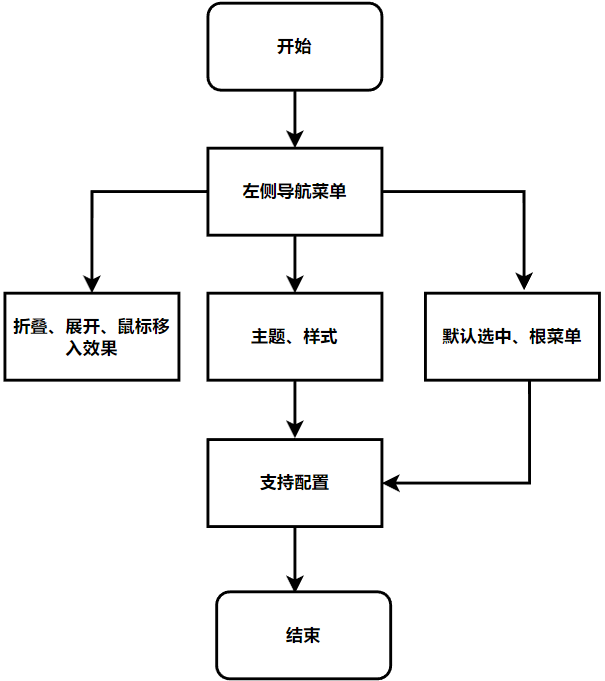 开始
左侧导航菜单
折叠、展开、鼠标移
入效果
主题、样式
默认选中、根菜单
支持配置
结束